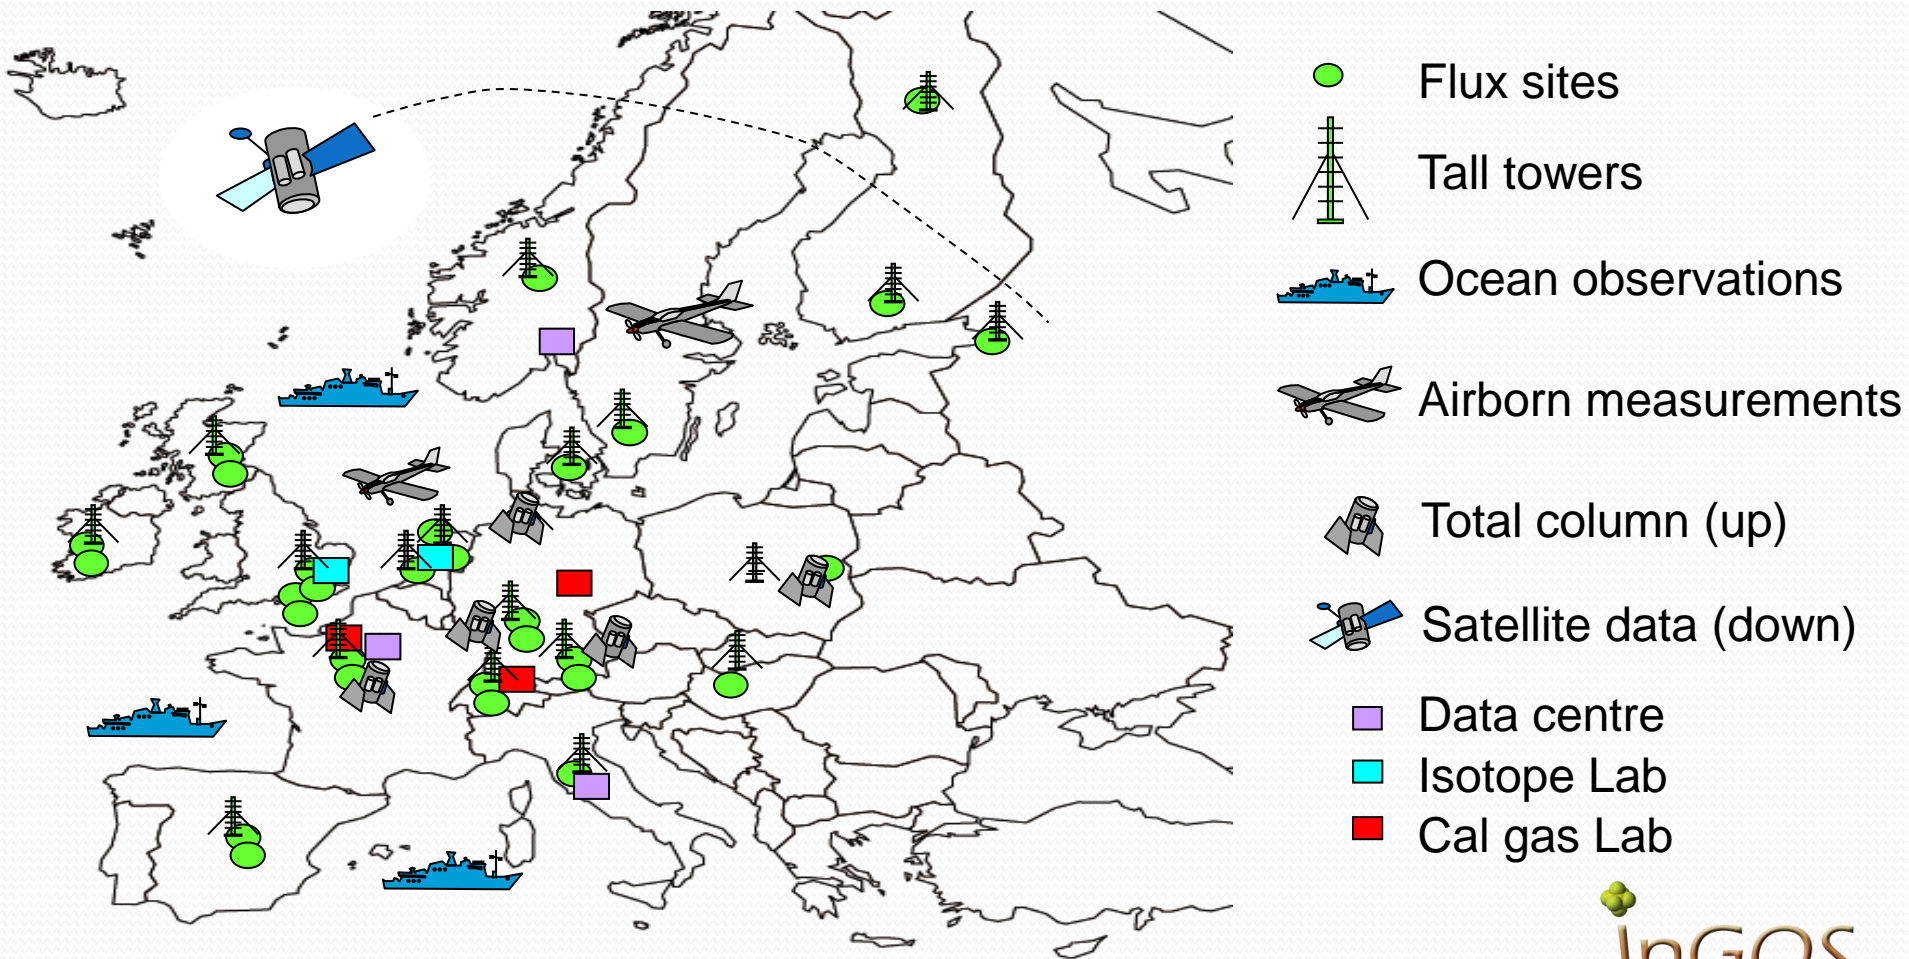 Flux sites
Tall towers
Ocean observations
Airborn measurements
Total column (up)
Satellite data (down)
Data centre
Isotope Lab
Cal gas Lab
InGOS